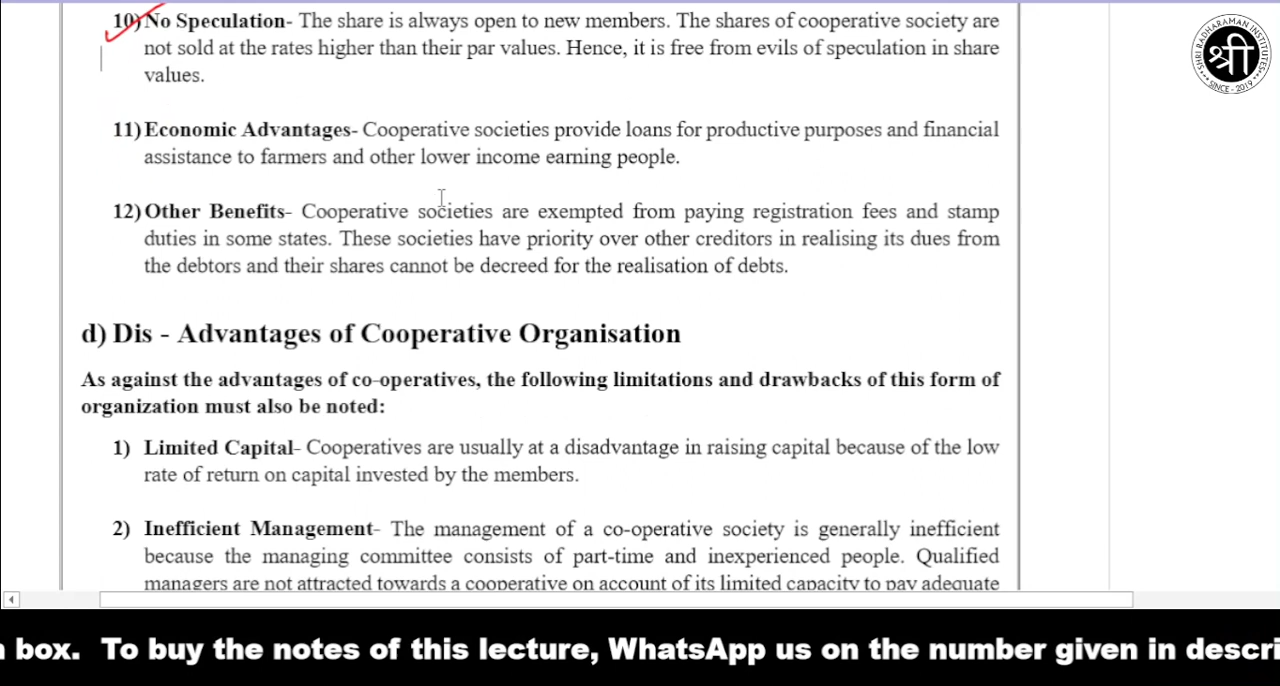 10) No Speculation- The share is always open to new members. The shares of cooperative society are
not sold at the rates higher than their par values. Hence, it is free from evils of speculation in share
values.
SHRI RADHARAMAN INSTITUTES
श्री
SINCE - 2019
11) Economic Advantages- Cooperative societies provide loans for productive purposes and financial
assistance to farmers and other lower income earning people.
12) Other Benefits- Cooperative societies are exempted from paying registration fees and stamp
duties in some states. These societies have priority over other creditors in realising its dues from
the debtors and their shares cannot be decreed for the realisation of debts.
d) Dis - Advantages of Cooperative Organisation
As against the advantages of co-operatives, the following limitations and drawbacks of this form of
organization must also be noted:
1) Limited Capital- Cooperatives are usually at a disadvantage in raising capital because of the low
rate of return on capital invested by the members.
2) Inefficient Management- The management of a co-operative society is generally inefficient
because the managing committee consists of part-time and inexperienced people. Qualified
managers are not attracted towards a cooperative on account of its limited capacity to pay adequate
box. To buy the notes of this lecture, WhatsApp us on the number given in descri